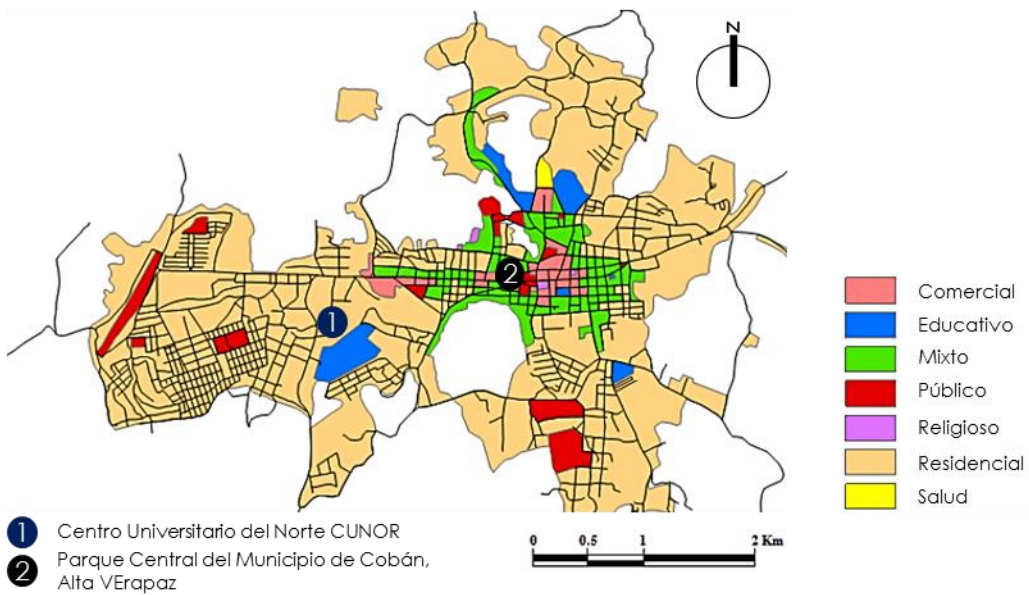 N
Comercial
Educativo
Mixto
Público
Religioso
Residencial
Salud
2
1
1 Centro Universitario del Norte CUNOR
2 Parque Central del Municipio de Cobán,
Alta VErapaz
0 0.5 1 2 Km